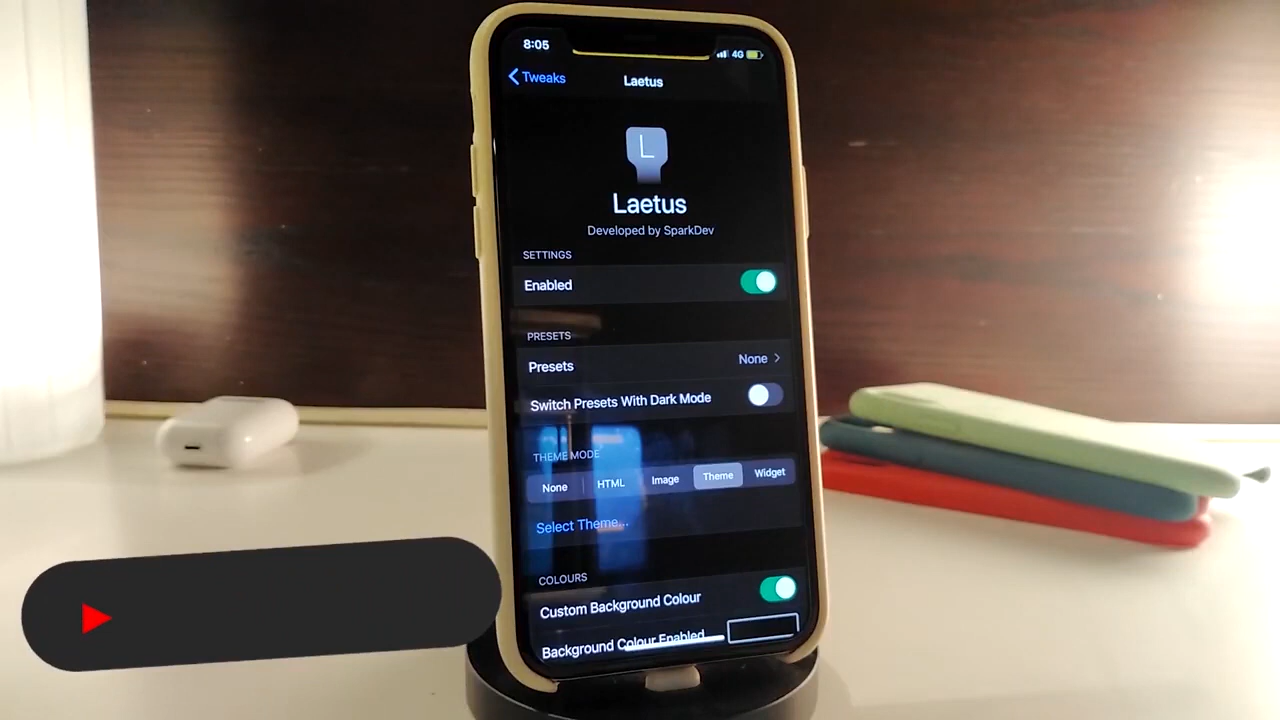 8:05
4G
Tweaks
Laetus
L
Laetus
Developed by SparkDev
SETTINGS
Enabled
PRESETS
Presets
None
Switch Presets With Dark Mode
THEME MODE
None HTML Image Theme Widget
Select Theme...
COLOURS
Custom Background Colour
Background Colour Enabled